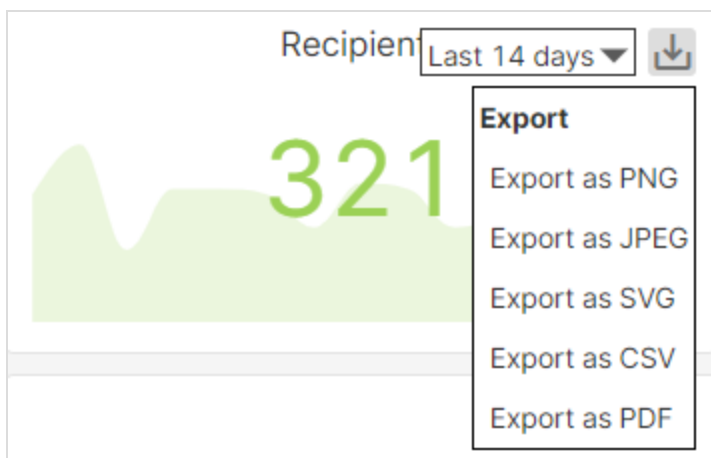 Recipient
Last 14 days
321
Export
Export as PNG
Export as JPEG
Export as SVG
Export as CSV
Export as PDF